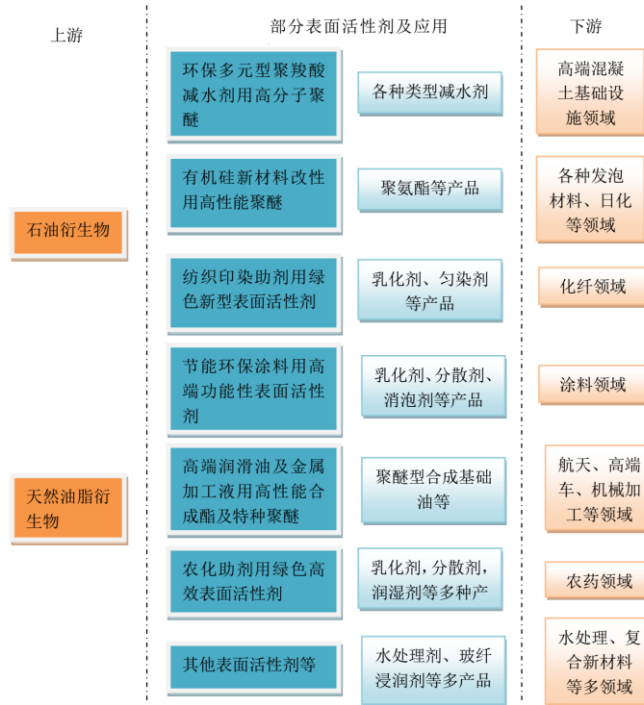 上游
部分表面活性剂及应用
下游
环保多元型聚羧酸
减水剂用高分子聚
醚
各种类型减水剂
高端混凝
土基础设
施领域
有机硅新材料改性
用高性能聚醚
聚氨酯等产品
各种发泡
材料、日化
等领域
石油衍生物
纺织印染助剂用绿
色新型表面活性剂
乳化剂、匀染剂
等产品
化纤领域
节能环保涂料用高
端功能性表面活性
剂
乳化剂、分散剂、
消泡剂等产品
涂料领域
天然油脂衍
生物
高端润滑油及金属
加工液用高性能合
成酯及特种聚醚
聚醚型合成基础
油等
航天、高端
车、机械加
工等领域
农化助剂用绿色高
效表面活性剂
乳化剂，分散剂，
润湿剂等多种产
农药领域
其他表面活性剂等
水处理剂、玻纤
浸润剂等多产品
水处理、复
合新材料
等多领域